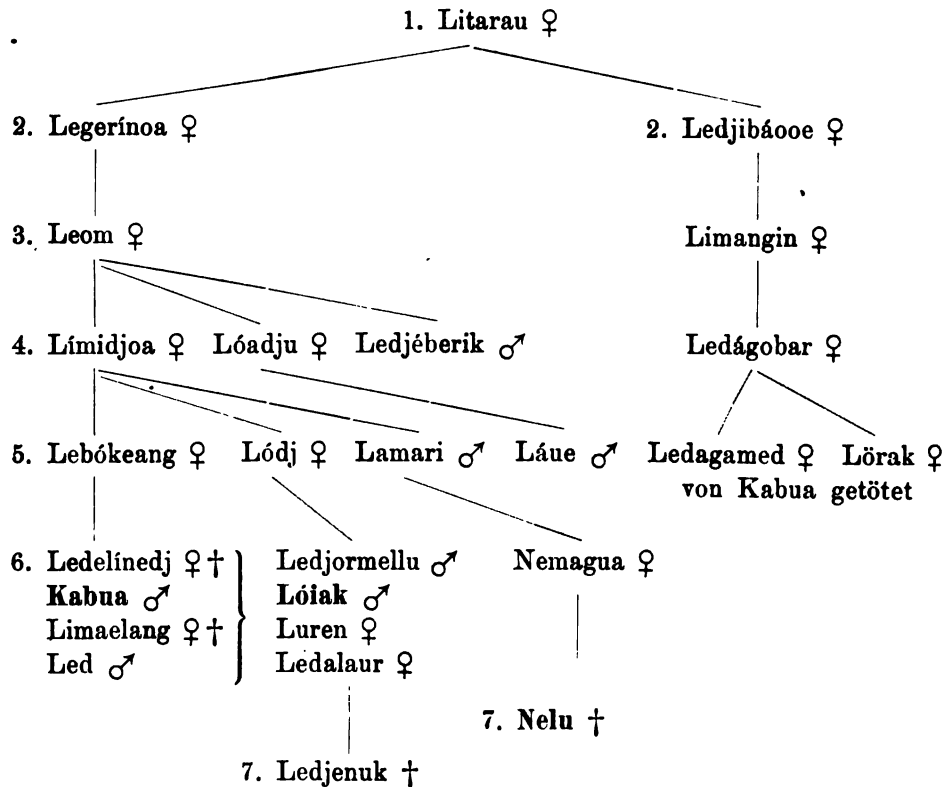 1. Litarau ♀
2. Legerínoa ♀ 2. Ledjibáooe ♀
3. Leom ♀ Limangin ♀
4. Límidjoa ♀ Lóadju ♀ Ledjéberik ♂ Ledágobar ♀
5. Lebókeang ♀ Lódj ♀ Lamari ♂ Láue ♂ Ledagamed ♀ Lörak ♀
von Kabua getötet
6. Ledelínedj ♀† Ledjormellu ♂ Nemagua ♀
Kabua ♂ Lóiak ♂
Limaelang ♀† Luren ♀
Led ♂ Ledalaur ♀
7. Nelu †
7. Ledjenuk †